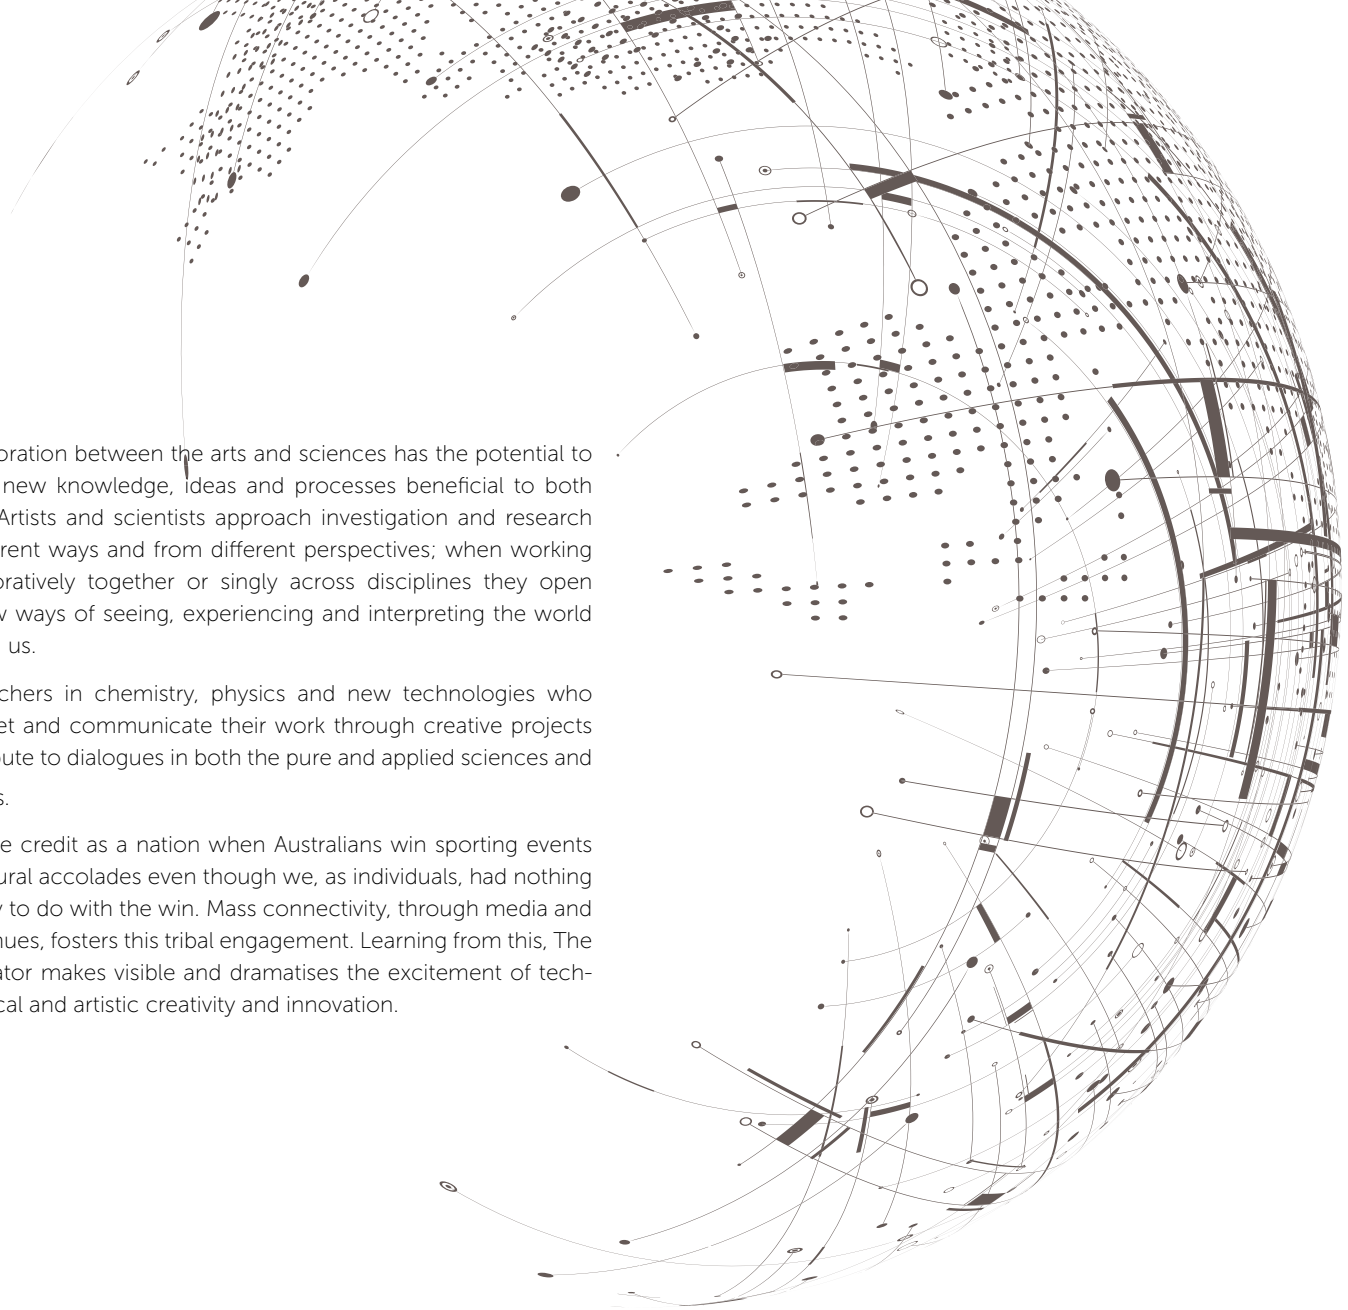 oration between the arts and sciences has the potential to
new knowledge, ideas and processes beneficial to both
Artists and scientists approach investigation and research
rent ways and from different perspectives; when working
oratively together or singly across disciplines they open
w ways of seeing, experiencing and interpreting the world
us.
chers in chemistry, physics and new technologies who
et and communicate their work through creative projects
oute to dialogues in both the pure and applied sciences and
s.
e credit as a nation when Australians win sporting events
ural accolades even though we, as individuals, had nothing
y to do with the win. Mass connectivity, through media and
nues, fosters this tribal engagement. Learning from this, The
ator makes visible and dramatises the excitement of tech-
cal and artistic creativity and innovation.